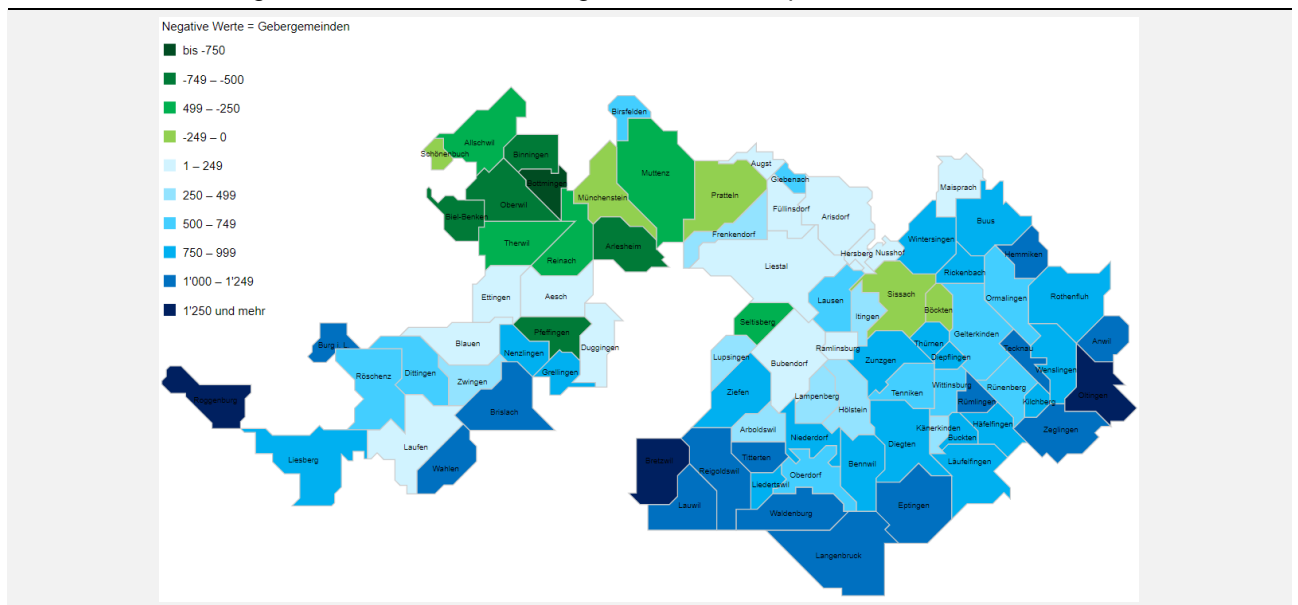 Negative Werte = Gebergemeinden
bis -750
-749 – -500
499 – -250
-249 – 0
1 – 249
250 – 499
500 – 749
750 – 999
1'000 – 1'249
1'250 und mehr
Birsfelden
Allschwil
Schönenbuch
Binningen
Bottmingen
Oberwil
Biel-Benken
Münchenstein
Muttenz
Pratteln
Augst
Giebenach
Füllinsdorf
Arisdorf
Maisprach
Buus
Therwil
Reinach
Arlesheim
Frenkendorf
Hersberg
Nusshof
Wintersingen
Hemmiken
Liestal
Rickenbach
Ettingen
Aesch
Lausen
Itingen
Sissach
Böckten
Ormalingen
Rothenfluh
Seltisberg
Gelterkinden
Pfeffingen
Duggingen
Burg i. L.
Blauen
Nenzlingen
Ramlinsburg
Thürnen
Diepflingen
Tecknau
Anwil
Lupsingen
Bubendorf
Zunzgen
Wenslingen
Röschenz
Dittingen
Zwingen
Grellingen
Roggenburg
Ziefen
Lampenberg
Tenniken
Wittinsburg
Rünenberg
Oltingen
Hölstein
Rümlingen
Kilchberg
Brislach
Arboldswil
Niederdorf
Känerkinden
Häfelfingen
Zeglingen
Buckten
Diegten
Laufen
Liesberg
Wahlen
Bretzwil
Reigoldswil
Titterten
Bennwil
Läufelfingen
Oberdorf
Liedertswil
Lauwil
Waldenburg
Eptingen
Langenbruck